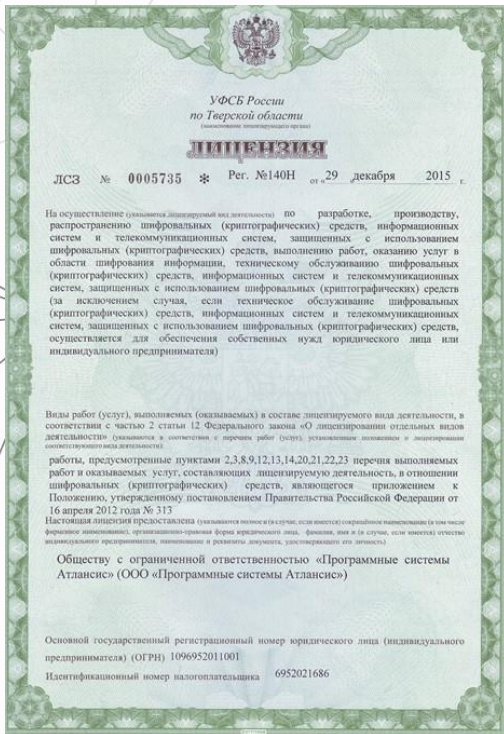 УФСБ России
по Тверской области
(наименование лицензирующего органа)
ЛИЦЕНЗИЯ
ЛСЗ № 0005735 * Рег. №140Н от «29 декабря 2015 г.
На осуществление (указывается лицензируемый вид деятельности) по разработке, производству,
распространению шифровальных (криптографических) средств, информационных
систем и телекоммуникационных систем, защищенных с использованием
шифровальных (криптографических) средств, выполнению работ, оказанию услуг в
области шифрования информации, техническому обслуживанию шифровальных
(криптографических) средств, информационных систем и телекоммуникационных
систем, защищенных с использованием шифровальных (криптографических) средств
(за исключением случая, если техническое обслуживание шифровальных
(криптографических) средств, информационных систем и телекоммуникационных
систем, защищенных с использованием шифровальных (криптографических) средств,
осуществляется для обеспечения собственных нужд юридического лица или
индивидуального предпринимателя)
Виды работ (услуг), выполняемых (оказываемых) в составе лицензируемого вида деятельности, в
соответствии с частью 2 статьи 12 Федерального закона «О лицензировании отдельных видов
деятельности» (указываются в соответствии с перечнем работ (услуг), установленным положением о лицензировании
соответствующего вида деятельности):
работы, предусмотренные пунктами 2,3,8,9,12,13,14,20,21,22,23 перечня выполняемых
работ и оказываемых услуг, составляющих лицензируемую деятельность, в отношении
шифровальных (криптографических) средств, являющегося приложением к
Положению, утвержденному постановлением Правительства Российской Федерации от
16 апреля 2012 года № 313
Настоящая лицензия предоставлена (указываются полное и (в случае, если имеется) сокращённое наименование (в том числе
фирменное наименование), организационно-правовая форма юридического лица, фамилия, имя и (в случае, если имеется) отчество
индивидуального предпринимателя, наименование и реквизиты документа, удостоверяющего его личность)
Обществу с ограниченной ответственностью «Программные системы
Атлансис» (ООО «Программные системы Атлансис»)
Основной государственный регистрационный номер юридического лица (индивидуального
предпринимателя) (ОГРН) 1096952011001
Идентификационный номер налогоплательщика 6952021686